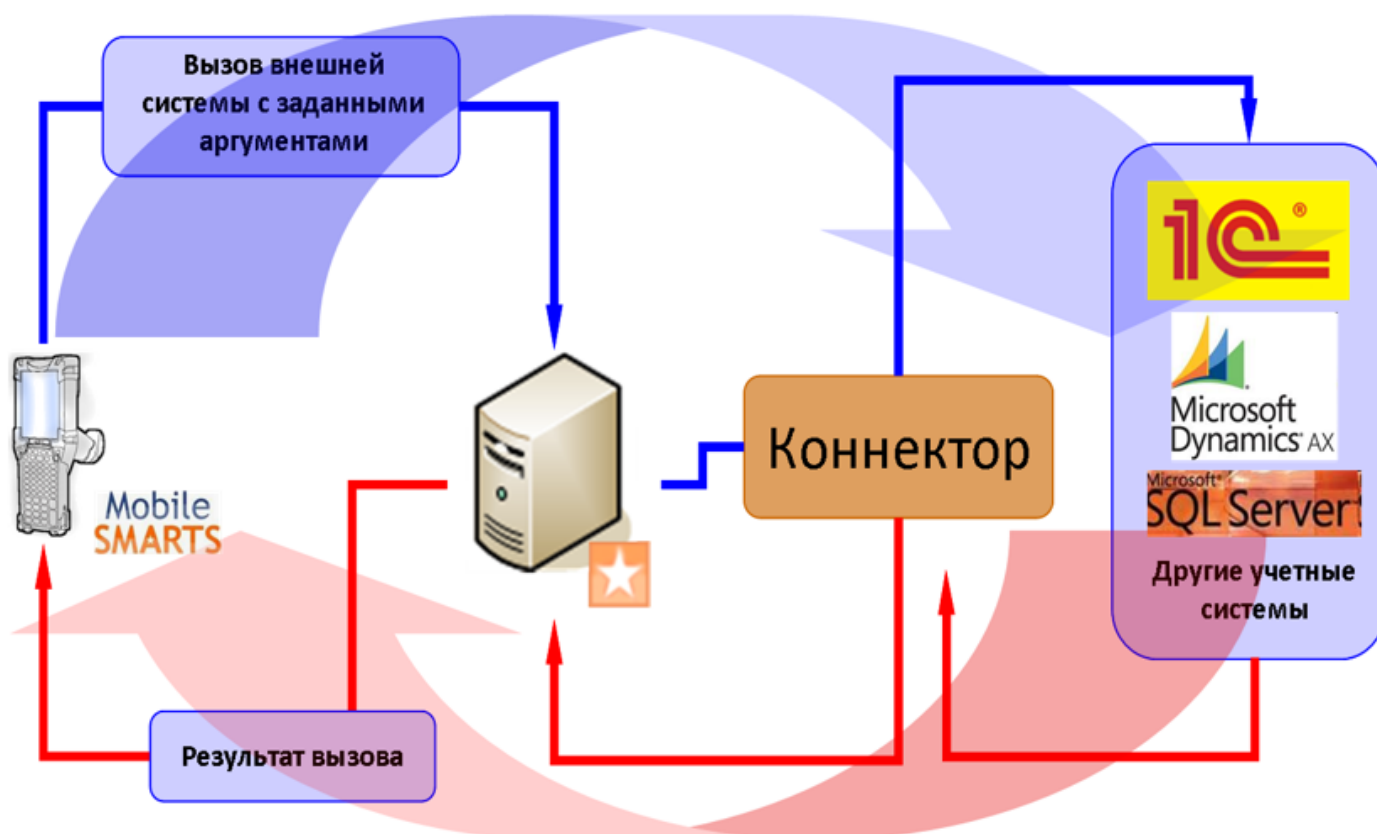 Вызов внешней
системы с заданными
аргументами
1С®
Microsoft
Dynamics AX
Коннектор
Mobile
SMARTS
Microsoft®
SQL Server
Другие учетные
системы
Результат вызова